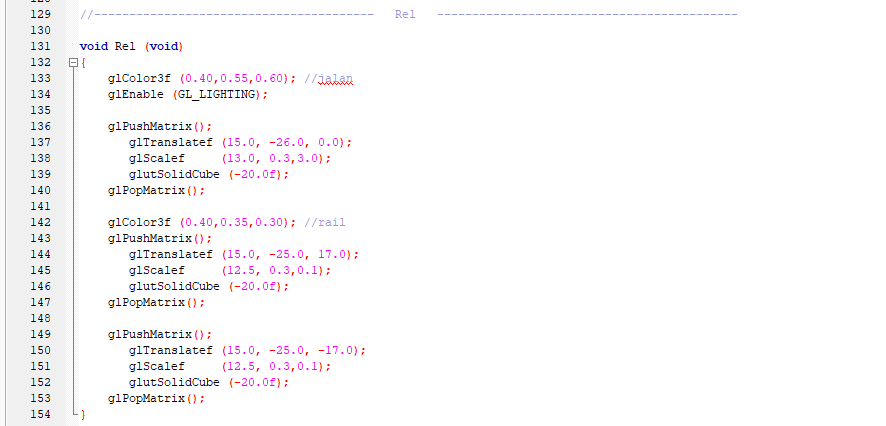 129 //---------------------------------------- Rel -------------------------------------------
130
131 void Rel (void)
132 {
133 glColor3f (0.40,0.55,0.60); //jalan
134 glEnable (GL_LIGHTING);
135
136 glPushMatrix();
137 glTranslatef (15.0, -26.0, 0.0);
138 glScalef (13.0, 0.3,3.0);
139 glutSolidCube (-20.0f);
140 glPopMatrix();
141
142 glColor3f (0.40,0.35,0.30); //rail
143 glPushMatrix();
144 glTranslatef (15.0, -25.0, 17.0);
145 glScalef (12.5, 0.3,0.1);
146 glutSolidCube (-20.0f);
147 glPopMatrix();
148
149 glPushMatrix();
150 glTranslatef (15.0, -25.0, -17.0);
151 glScalef (12.5, 0.3,0.1);
152 glutSolidCube (-20.0f);
153 glPopMatrix();
154 }